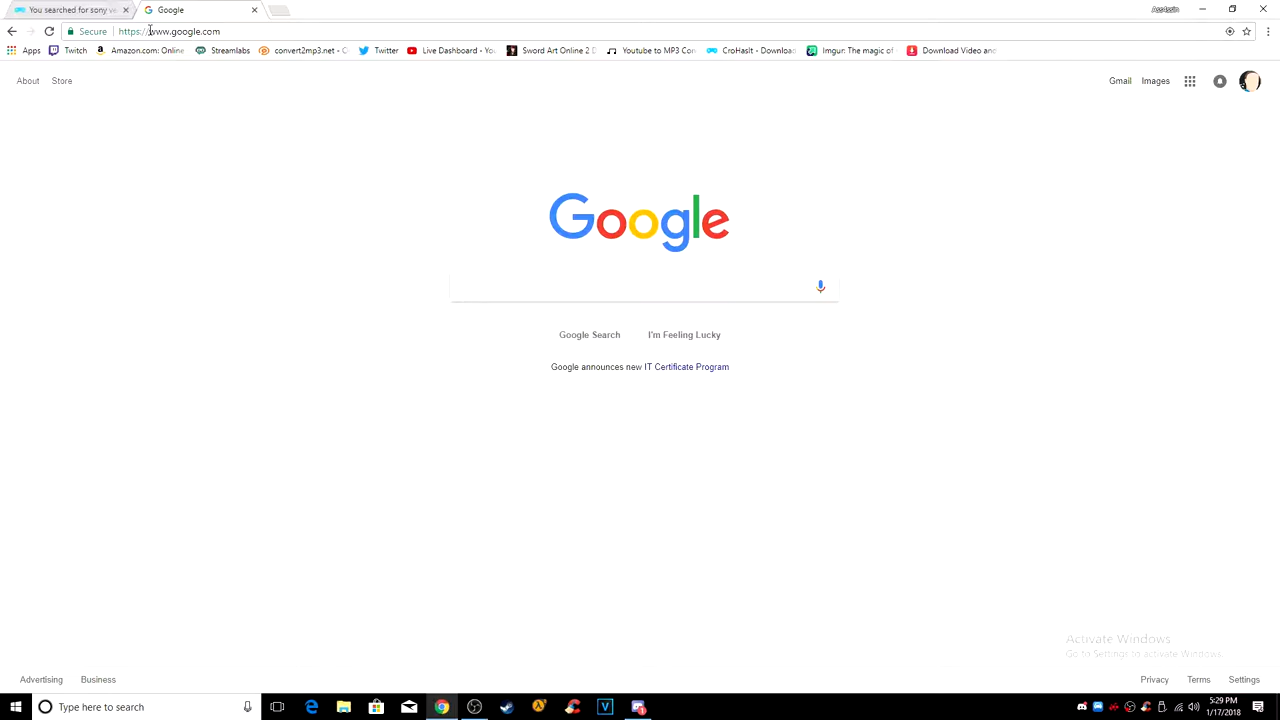 You searched for sony ve
Google
Ass4ssin
Secure https://www.google.com
Apps Twitch Amazon.com: Online Streamlabs convert2mp3.net - C Twitter Live Dashboard - Yo Sword Art Online 2 D Youtube to MP3 Con CroHasIt - Download Imgur: The magic of Download Video and
About Store
Gmail Images
Google
Google Search I'm Feeling Lucky
Google announces new IT Certificate Program
Activate Windows
Go to Settings to activate Windows.
Advertising Business
Privacy Terms Settings
Type here to search
5:29 PM
1/17/2018